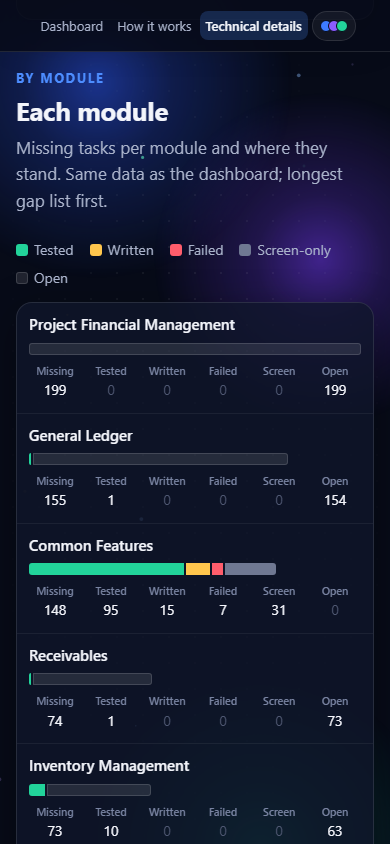 Dashboard How it works Technical details
BY MODULE
Each module
Missing tasks per module and where they
stand. Same data as the dashboard; longest
gap list first.
Tested Written Failed Screen-only
Open
Project Financial Management
Missing Tested Written Failed Screen Open
199 0 0 0 0 199
General Ledger
Missing Tested Written Failed Screen Open
155 1 0 0 0 154
Common Features
Missing Tested Written Failed Screen Open
148 95 15 7 31 0
Receivables
Missing Tested Written Failed Screen Open
74 1 0 0 0 73
Inventory Management
Missing Tested Written Failed Screen Open
73 10 0 0 0 63